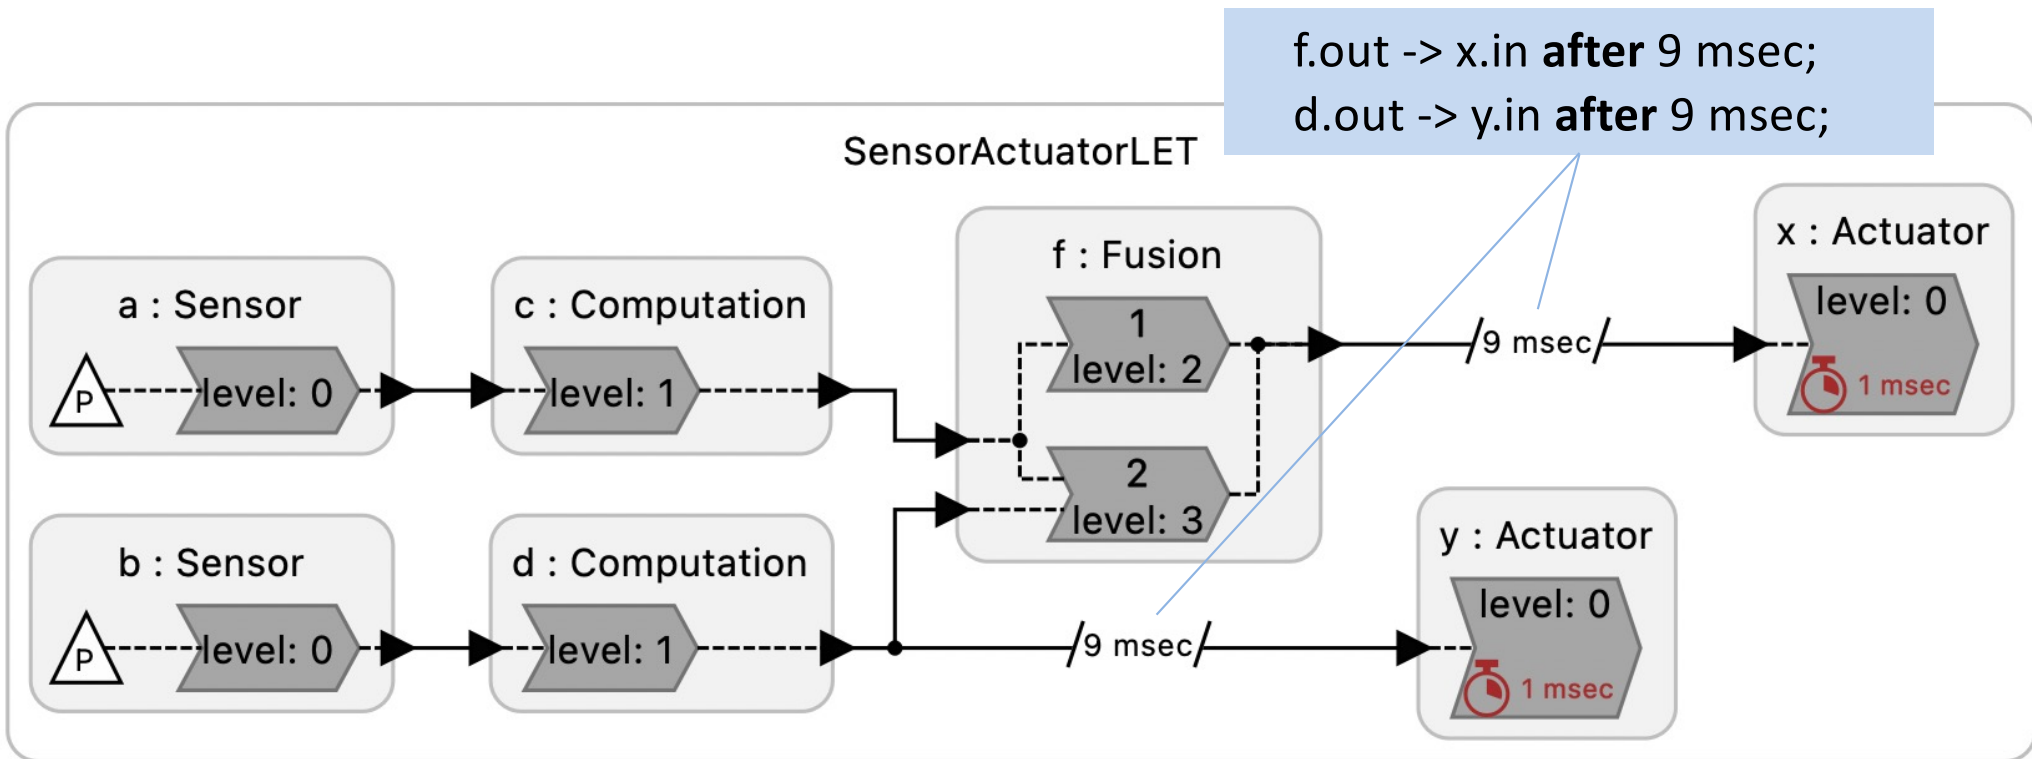 f.out -> x.in after 9 msec;
d.out -> y.in after 9 msec;
SensorActuatorLET
a : Sensor
P
level: 0
c : Computation
level: 1
f : Fusion
1
level: 2
2
level: 3
9 msec
x : Actuator
level: 0
1 msec
b : Sensor
P
level: 0
d : Computation
level: 1
9 msec
y : Actuator
level: 0
1 msec